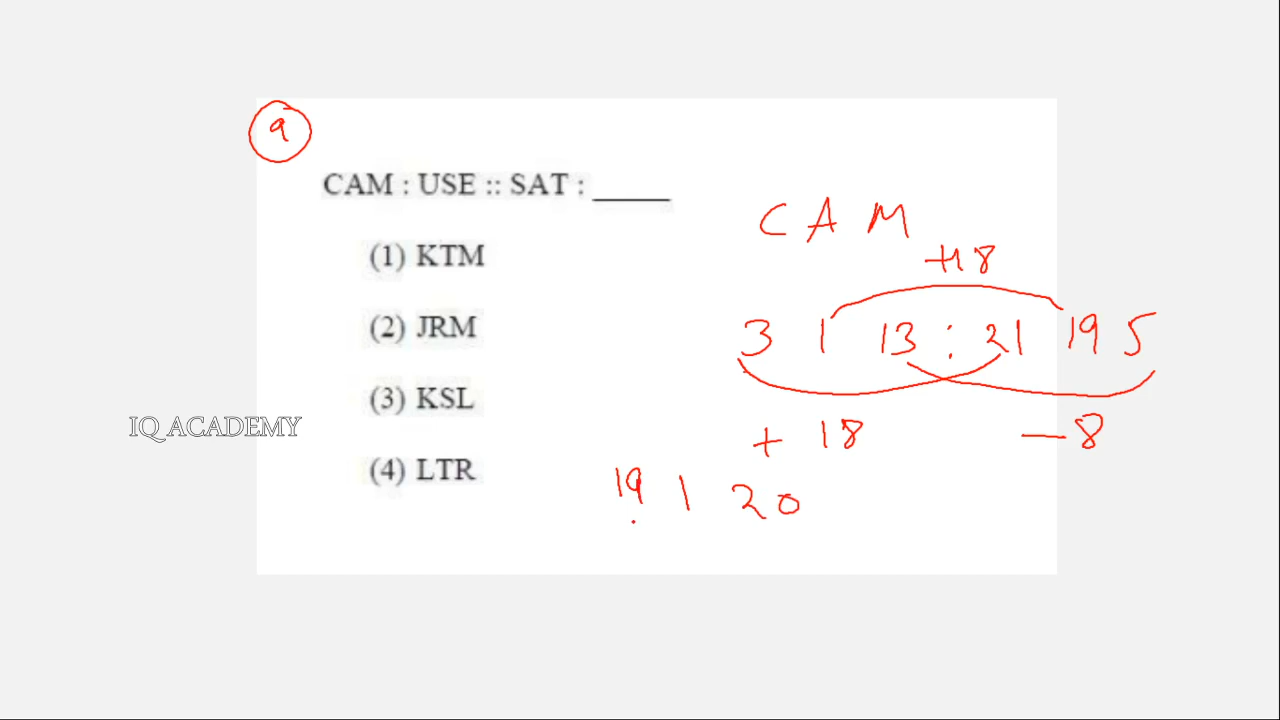 9
CAM : USE :: SAT : _____
(1) KTM
(2) JRM
(3) KSL
(4) LTR
IQ ACADEMY
C A M
+18
3 1 13 : 21 19 5
+ 18 - 8
19 1 20